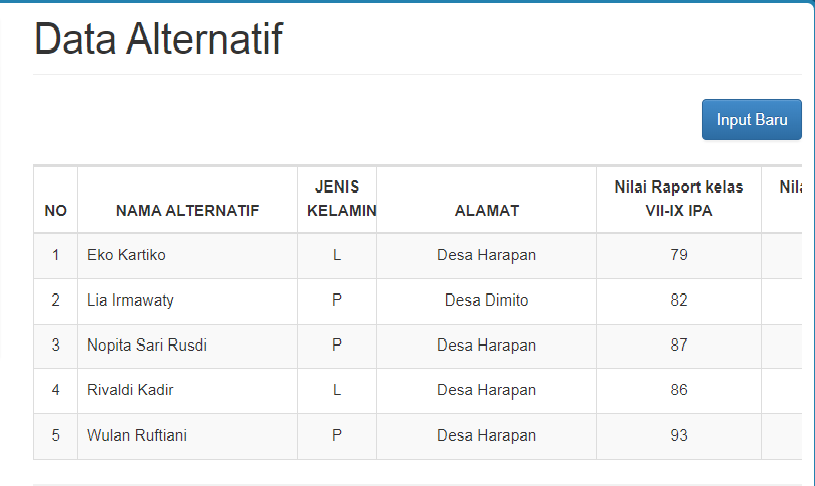 Data Alternatif
Input Baru
NO NAMA ALTERNATIF JENIS KELAMIN ALAMAT Nilai Raport kelas VII-IX IPA
1 Eko Kartiko L Desa Harapan 79
2 Lia Irmawaty P Desa Dimito 82
3 Nopita Sari Rusdi P Desa Harapan 87
4 Rivaldi Kadir L Desa Harapan 86
5 Wulan Ruftiani P Desa Harapan 93